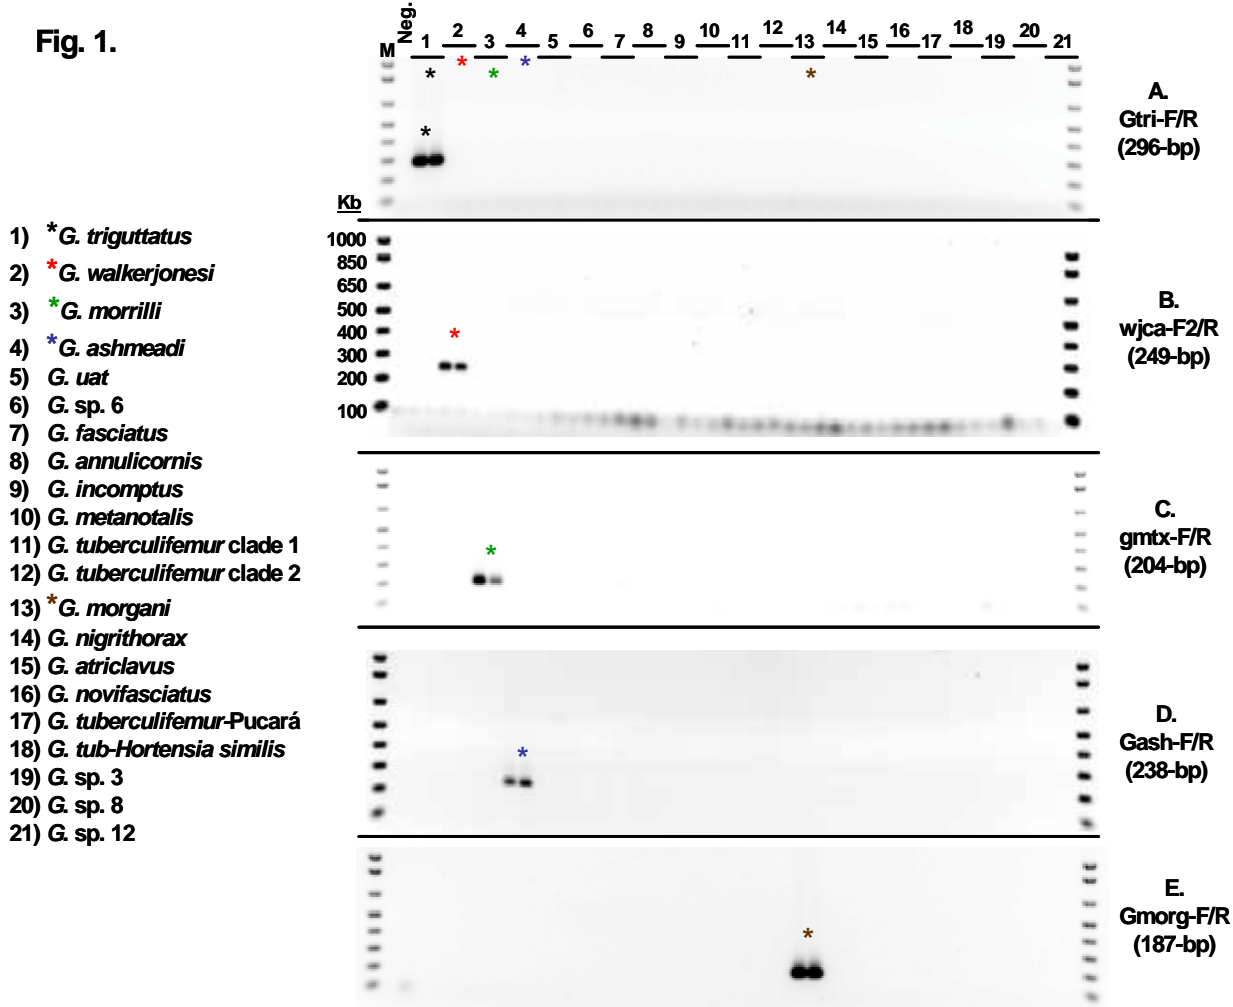 Fig. 1.
Neg.
M 1 2 3 4 5 6 7 8 9 10 11 12 13 14 15 16 17 18 19 20 21
* * * * *
*
A.
Gtri-F/R
(296-bp)
Kb
1000
850
650
500
400
300
200
100
*
B.
wjca-F2/R
(249-bp)
1) *G. triguttatus
2) *G. walkerjonesi
3) *G. morrilli
4) *G. ashmeadi
5) G. uat
6) G. sp. 6
7) G. fasciatus
8) G. annulicornis
9) G. incomptus
10) G. metanotalis
11) G. tuberculifemur clade 1
12) G. tuberculifemur clade 2
13) *G. morgani
14) G. nigrithorax
15) G. atriclavus
16) G. novifasciatus
17) G. tuberculifemur-Pucará
18) G. tub-Hortensia similis
19) G. sp. 3
20) G. sp. 8
21) G. sp. 12
*
C.
gmtx-F/R
(204-bp)
*
D.
Gash-F/R
(238-bp)
*
E.
Gmorg-F/R
(187-bp)